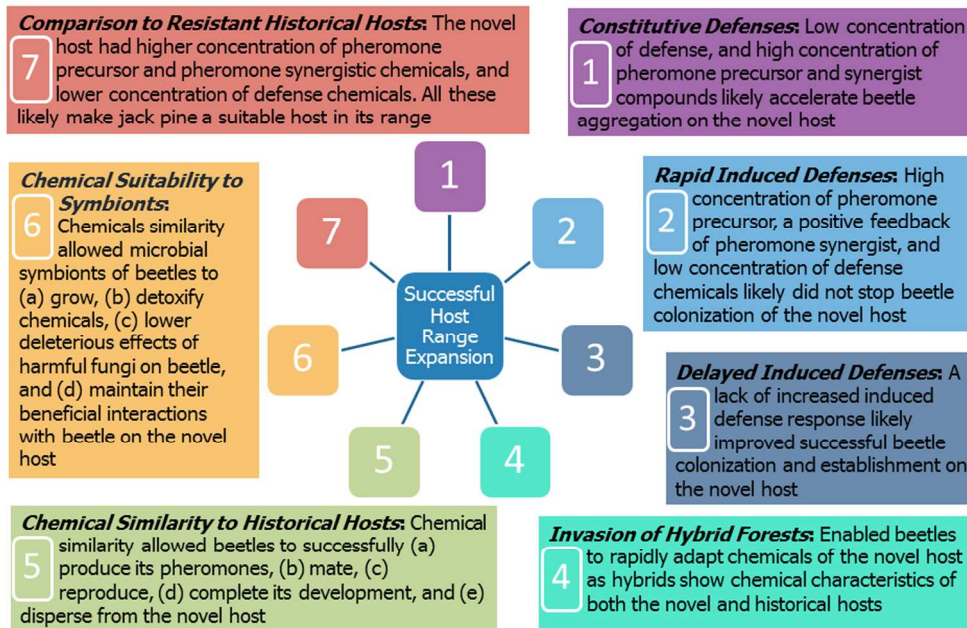 Comparison to Resistant Historical Hosts: The novel
7
host had higher concentration of pheromone
precursor and pheromone synergistic chemicals, and
lower concentration of defense chemicals. All these
likely make jack pine a suitable host in its range
Constitutive Defenses: Low concentration
1
of defense, and high concentration of
pheromone precursor and synergist
compounds likely accelerate beetle
aggregation on the novel host
Rapid Induced Defenses: High
2
concentration of pheromone
precursor, a positive feedback
of pheromone synergist, and
low concentration of defense
chemicals likely did not stop beetle
colonization of the novel host
Delayed Induced Defenses: A
3
lack of increased induced
defense response likely
improved successful beetle
colonization and establishment on
the novel host
Invasion of Hybrid Forests: Enabled beetles
4
to rapidly adapt chemicals of the novel host
as hybrids show chemical characteristics of
both the novel and historical hosts
Chemical Similarity to Historical Hosts: Chemical
5
similarity allowed beetles to successfully (a)
produce its pheromones, (b) mate, (c)
reproduce, (d) complete its development, and (e)
disperse from the novel host
Chemical Suitability to
Symbionts:
6
Chemicals similarity
allowed microbial
symbionts of beetles to
(a) grow, (b) detoxify
chemicals, (c) lower
deleterious effects of
harmful fungi on beetle,
and (d) maintain their
beneficial interactions
with beetle on the novel
host
1
2
3
4
5
6
7
Successful
Host
Range
Expansion